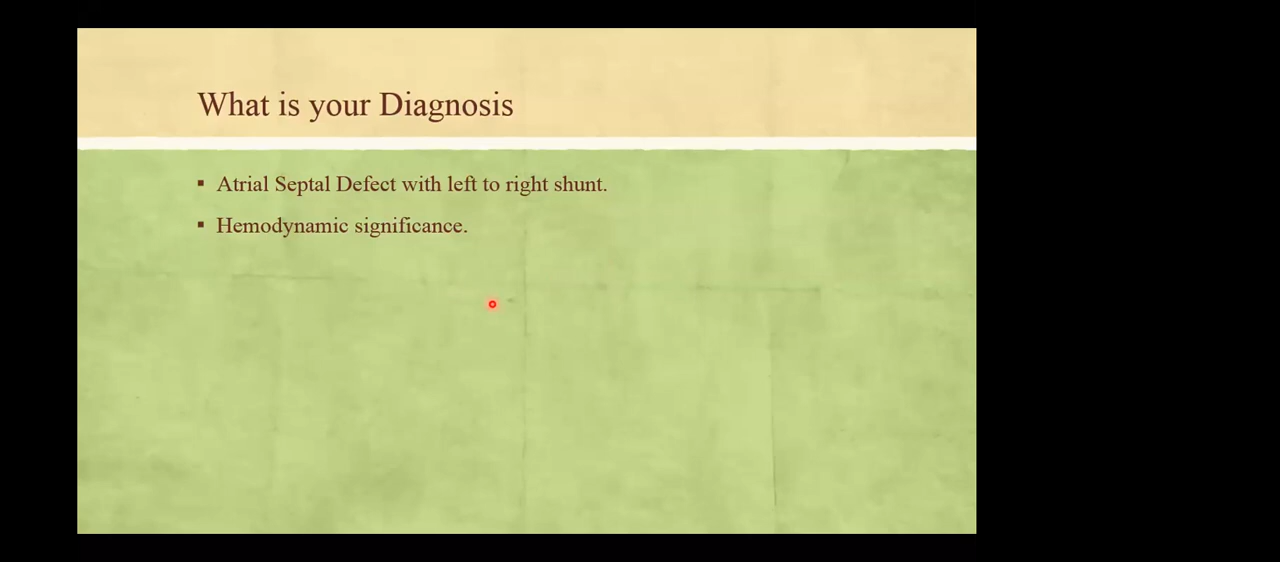 What is your Diagnosis
▪ Atrial Septal Defect with left to right shunt.
▪ Hemodynamic significance.